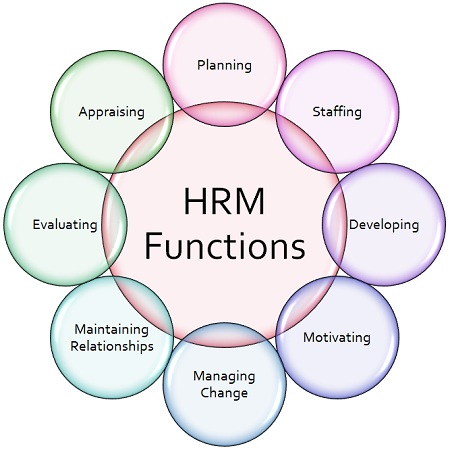 HRM
Functions
Planning
Staffing
Developing
Motivating
Managing
Change
Maintaining
Relationships
Evaluating
Appraising